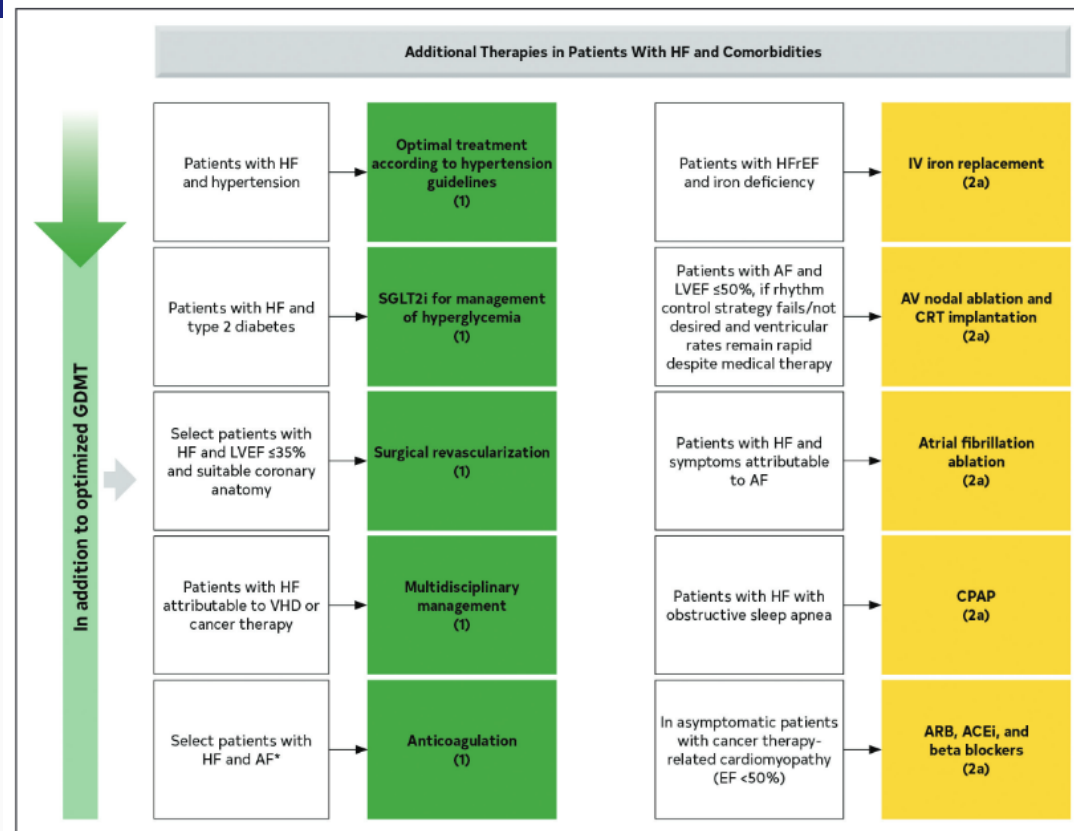 Additional Therapies in Patients With HF and Comorbidities
In addition to optimized GDMT
Patients with HF
and hypertension
Optimal treatment
according to hypertension
guidelines
(1)
Patients with HFrEF
and iron deficiency
IV iron replacement
(2a)
Patients with HF and
type 2 diabetes
SGLT2i for management
of hyperglycemia
(1)
Patients with AF and
LVEF ≤50%, if rhythm
control strategy fails/not
desired and ventricular
rates remain rapid
despite medical therapy
AV nodal ablation and
CRT implantation
(2a)
Select patients with
HF and LVEF ≤35%
and suitable coronary
anatomy
Surgical revascularization
(1)
Patients with HF and
symptoms attributable
to AF
Atrial fibrillation
ablation
(2a)
Patients with HF
attributable to VHD or
cancer therapy
Multidisciplinary
management
(1)
Patients with HF with
obstructive sleep apnea
CPAP
(2a)
Select patients with
HF and AF*
Anticoagulation
(1)
In asymptomatic patients
with cancer therapy-
related cardiomyopathy
(EF <50%)
ARB, ACEi, and
beta blockers
(2a)